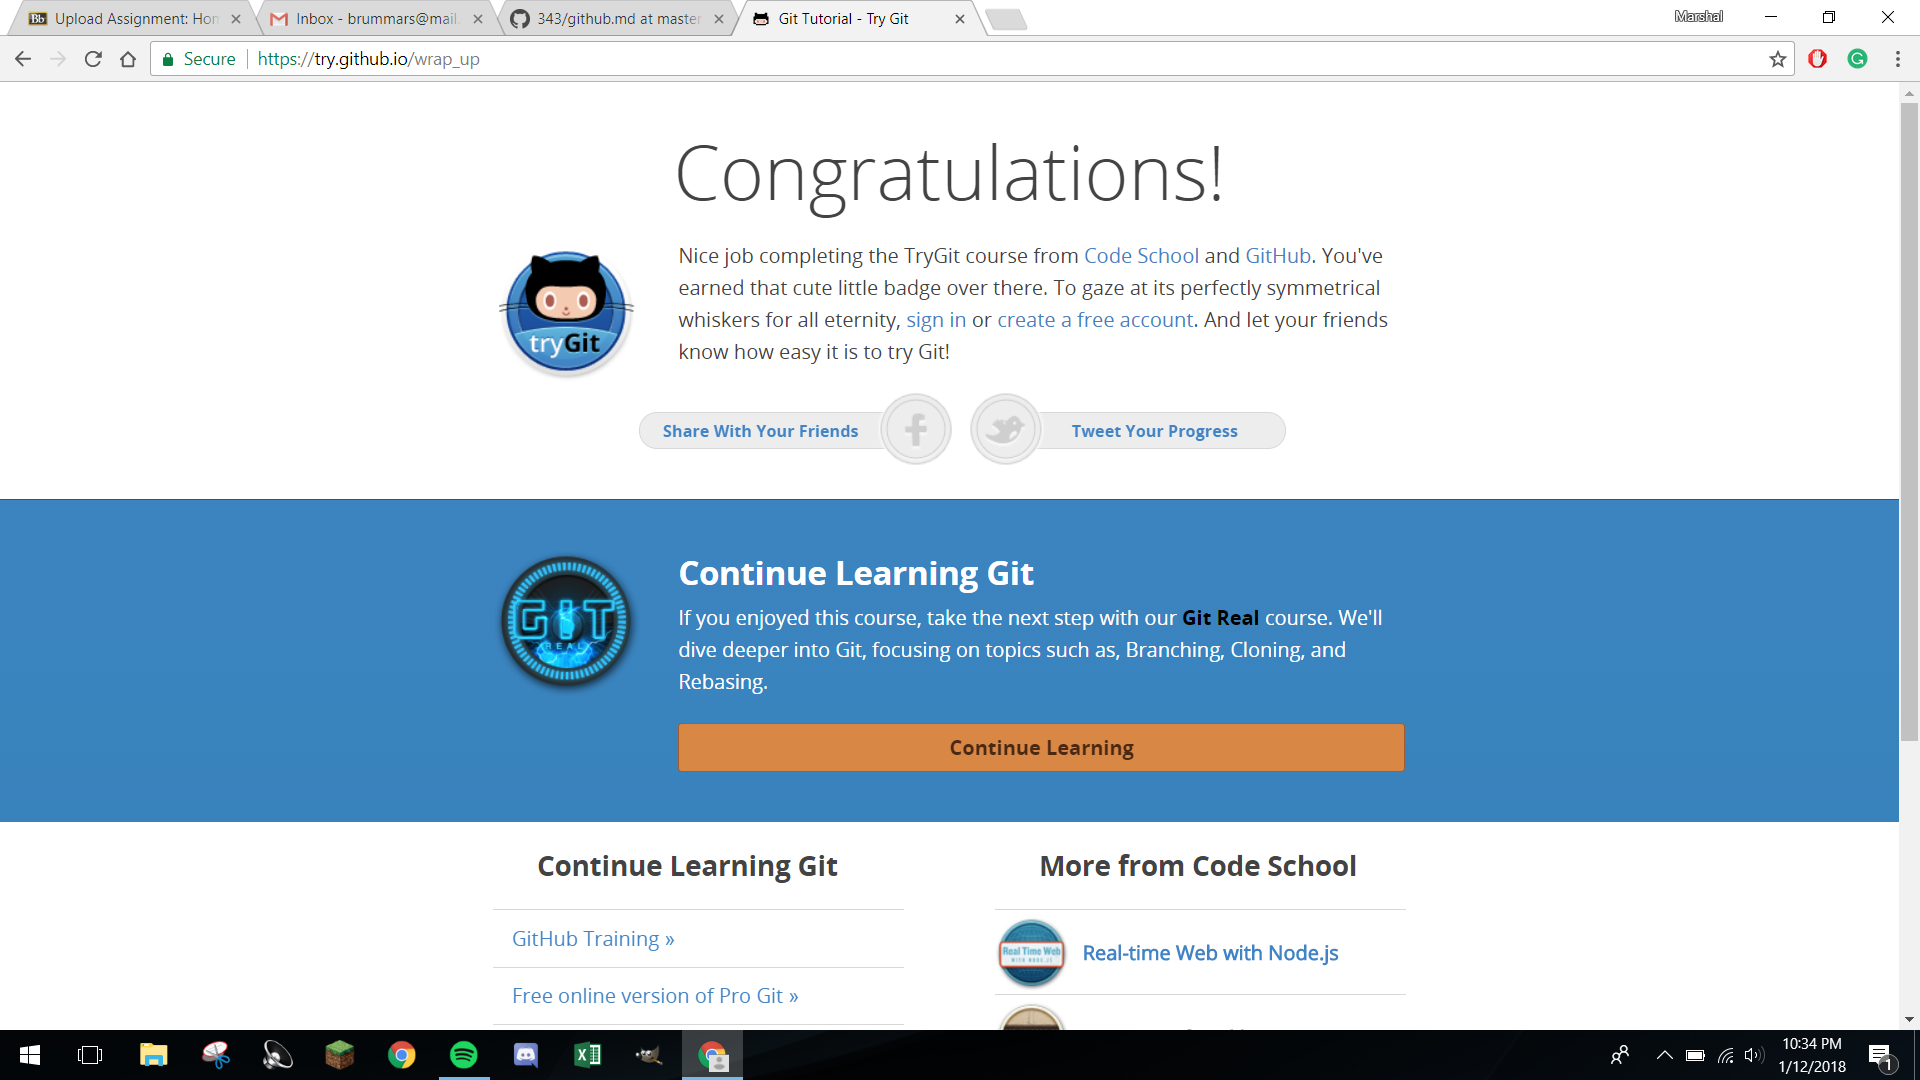 Upload Assignment: Hon
Inbox - brummars@mail.
343/github.md at master
Git Tutorial - Try Git
Marshal
Secure
https://try.github.io/wrap_up
Congratulations!
Nice job completing the TryGit course from Code School and GitHub. You've
earned that cute little badge over there. To gaze at its perfectly symmetrical
whiskers for all eternity, sign in or create a free account. And let your friends
know how easy it is to try Git!
tryGit
Share With Your Friends
Tweet Your Progress
Continue Learning Git
If you enjoyed this course, take the next step with our Git Real course. We'll
dive deeper into Git, focusing on topics such as, Branching, Cloning, and
Rebasing.
GIT
REAL
Continue Learning
Continue Learning Git
GitHub Training »
Free online version of Pro Git »
More from Code School
Real Time Web
WITH NODE.JS
Real-time Web with Node.js
10:34 PM
1/12/2018
1